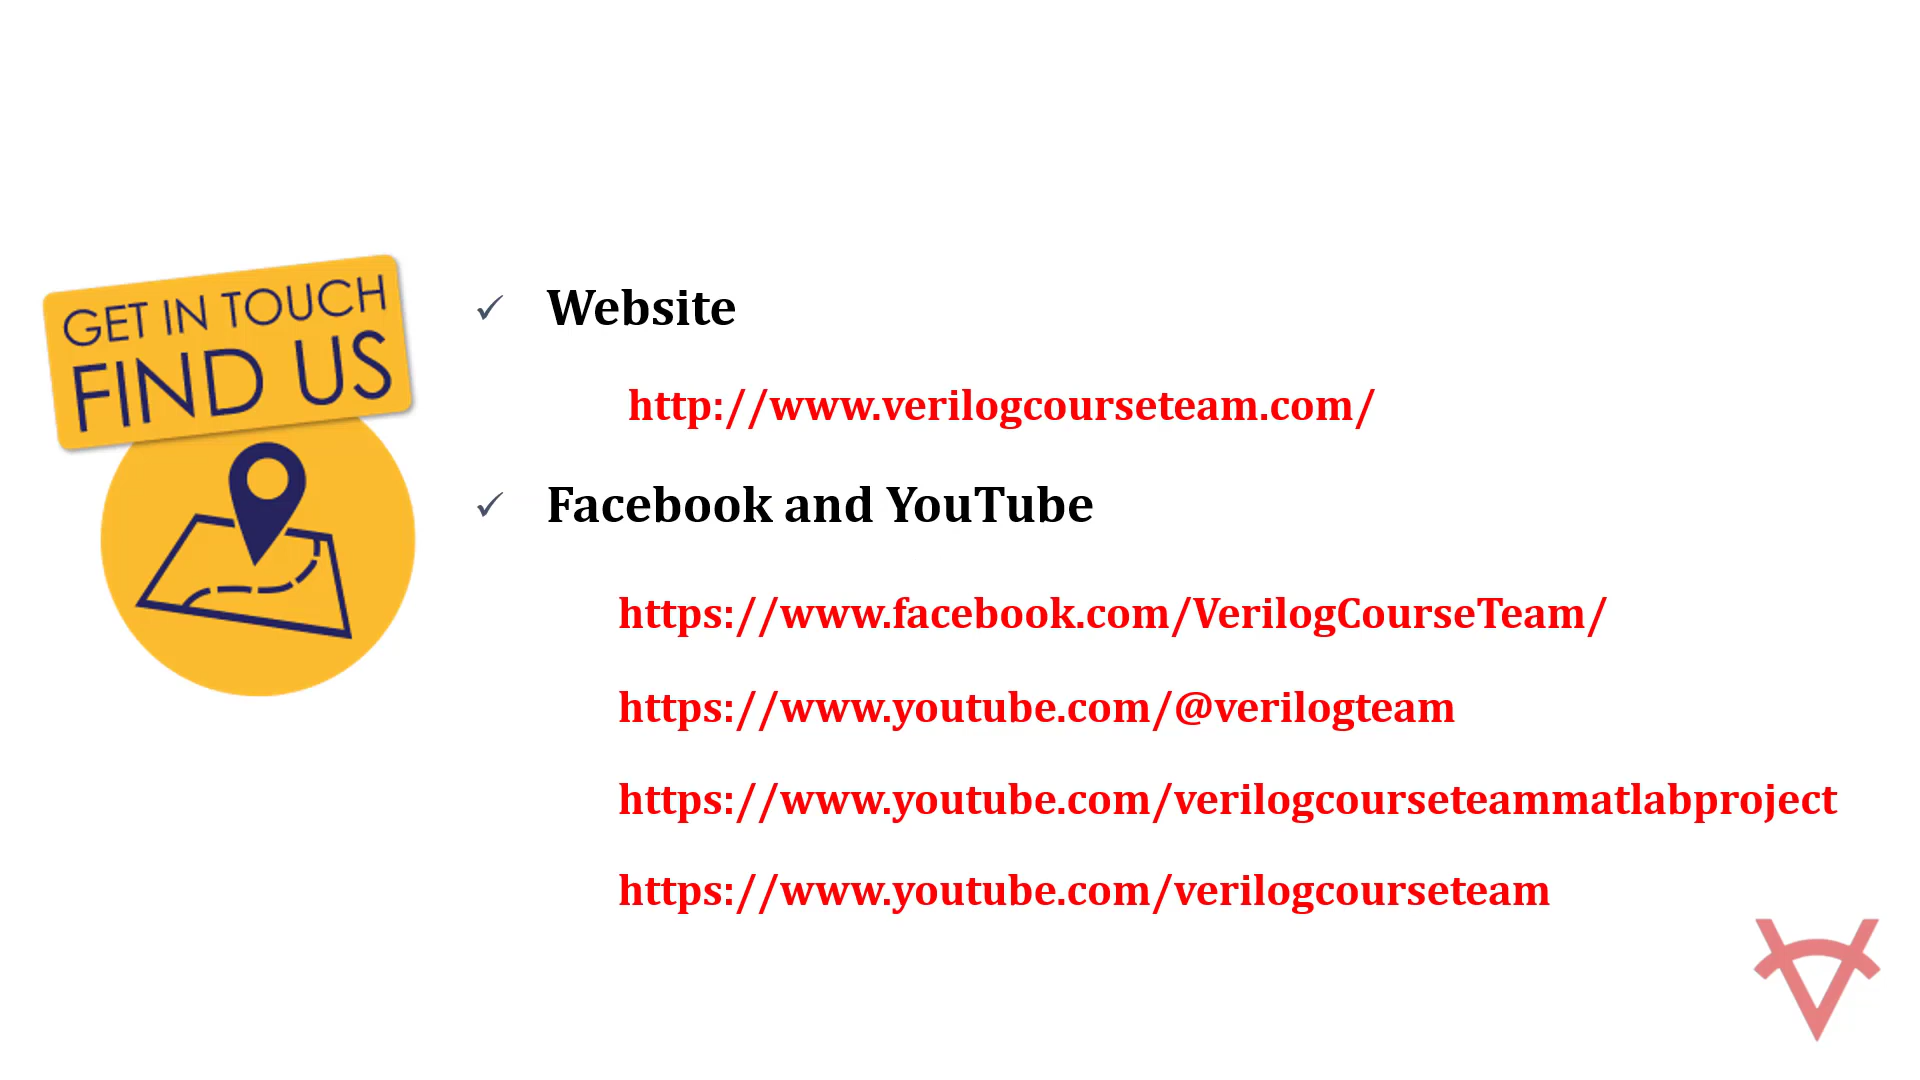 GET IN TOUCH
FIND US
Website
http://www.verilogcourseteam.com/
Facebook and YouTube
https://www.facebook.com/VerilogCourseTeam/
https://www.youtube.com/@verilogteam
https://www.youtube.com/verilogcourseteammatlabproject
https://www.youtube.com/verilogcourseteam